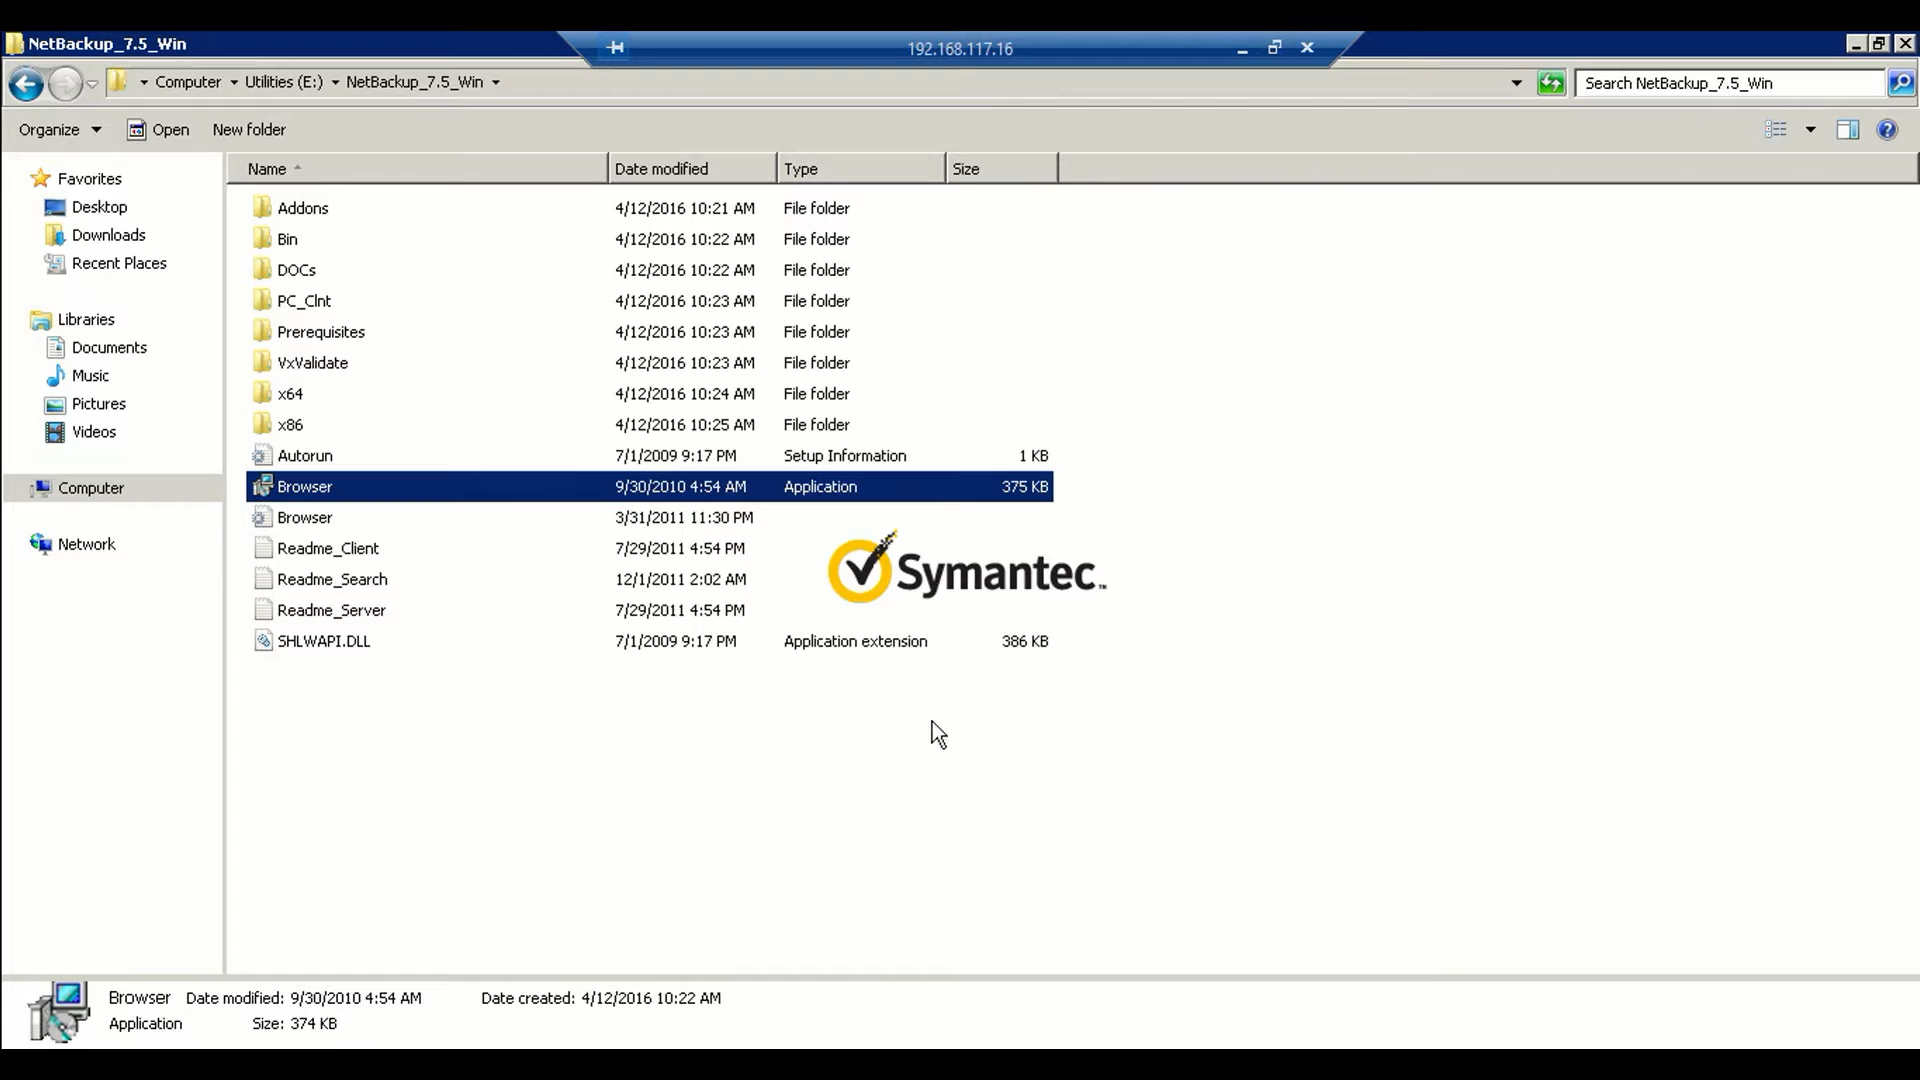 NetBackup_7.5_Win
192.168.117.16
Computer Utilities (E:) NetBackup_7.5_Win
Search NetBackup_7.5_Win
Organize Open New folder
Name Date modified Type Size
Favorites
Desktop
Downloads
Recent Places
Libraries
Documents
Music
Pictures
Videos
Computer
Network
Addons 4/12/2016 10:21 AM File folder
Bin 4/12/2016 10:22 AM File folder
DOCs 4/12/2016 10:22 AM File folder
PC_Clnt 4/12/2016 10:23 AM File folder
Prerequisites 4/12/2016 10:23 AM File folder
VxValidate 4/12/2016 10:23 AM File folder
x64 4/12/2016 10:24 AM File folder
x86 4/12/2016 10:25 AM File folder
Autorun 7/1/2009 9:17 PM Setup Information 1 KB
Browser 9/30/2010 4:54 AM Application 375 KB
Browser 3/31/2011 11:30 PM
Readme_Client 7/29/2011 4:54 PM
Readme_Search 12/1/2011 2:02 AM
Readme_Server 7/29/2011 4:54 PM
SHLWAPI.DLL 7/1/2009 9:17 PM Application extension 386 KB
Symantec™
Browser Date modified: 9/30/2010 4:54 AM Date created: 4/12/2016 10:22 AM
Application Size: 374 KB